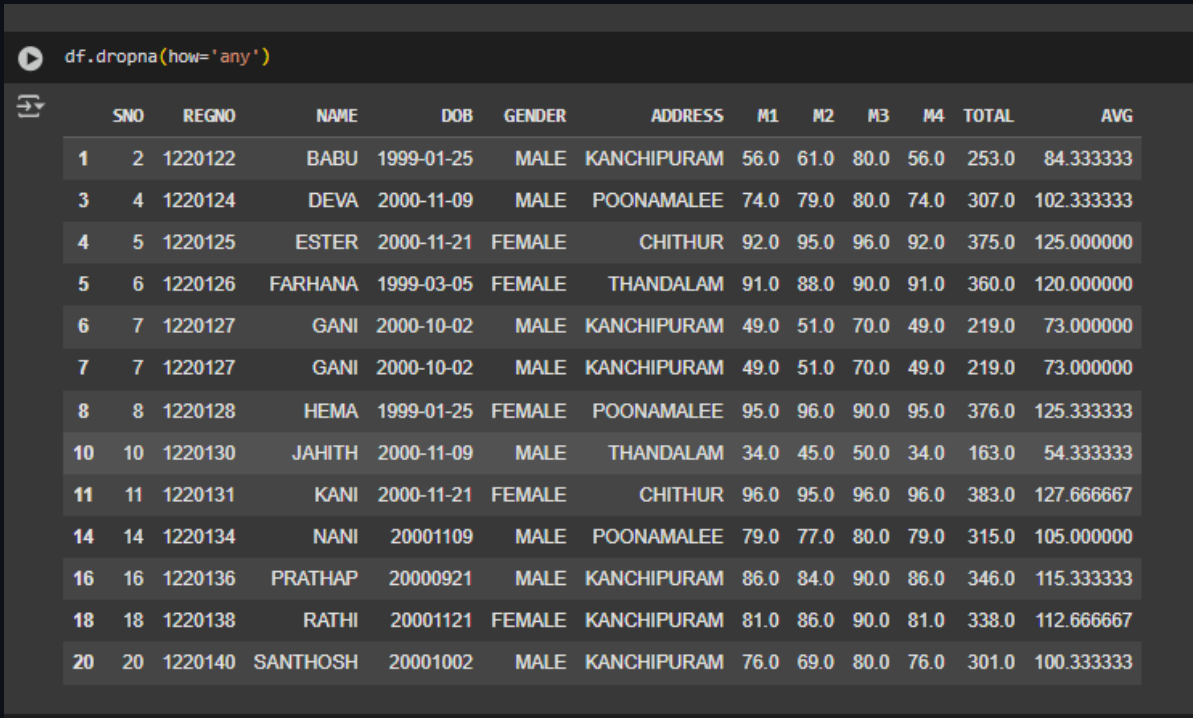 df.dropna(how='any')
SNO REGNO NAME DOB GENDER ADDRESS M1 M2 M3 M4 TOTAL AVG
1 2 1220122 BABU 1999-01-25 MALE KANCHIPURAM 56.0 61.0 80.0 56.0 253.0 84.333333
3 4 1220124 DEVA 2000-11-09 MALE POONAMALEE 74.0 79.0 80.0 74.0 307.0 102.333333
4 5 1220125 ESTER 2000-11-21 FEMALE CHITHUR 92.0 95.0 96.0 92.0 375.0 125.000000
5 6 1220126 FARHANA 1999-03-05 FEMALE THANDALAM 91.0 88.0 90.0 91.0 360.0 120.000000
6 7 1220127 GANI 2000-10-02 MALE KANCHIPURAM 49.0 51.0 70.0 49.0 219.0 73.000000
7 7 1220127 GANI 2000-10-02 MALE KANCHIPURAM 49.0 51.0 70.0 49.0 219.0 73.000000
8 8 1220128 HEMA 1999-01-25 FEMALE POONAMALEE 95.0 96.0 90.0 95.0 376.0 125.333333
10 10 1220130 JAHITH 2000-11-09 MALE THANDALAM 34.0 45.0 50.0 34.0 163.0 54.333333
11 11 1220131 KANI 2000-11-21 FEMALE CHITHUR 96.0 95.0 96.0 96.0 383.0 127.666667
14 14 1220134 NANI 20001109 MALE POONAMALEE 79.0 77.0 80.0 79.0 315.0 105.000000
16 16 1220136 PRATHAP 20000921 MALE KANCHIPURAM 86.0 84.0 90.0 86.0 346.0 115.333333
18 18 1220138 RATHI 20001121 FEMALE KANCHIPURAM 81.0 86.0 90.0 81.0 338.0 112.666667
20 20 1220140 SANTHOSH 20001002 MALE KANCHIPURAM 76.0 69.0 80.0 76.0 301.0 100.333333